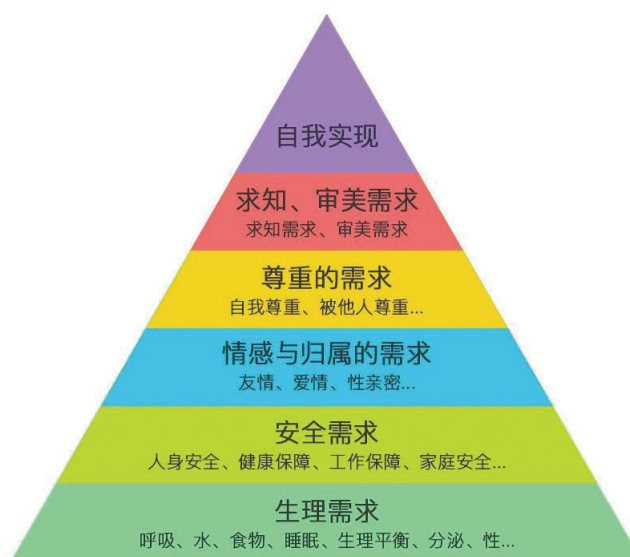 自我实现
求知、审美需求
求知需求、审美需求
尊重的需求
自我尊重、被他人尊重...
情感与归属的需求
友情、爱情、性亲密...
安全需求
人身安全、健康保障、工作保障、家庭安全...
生理需求
呼吸、水、食物、睡眠、生理平衡、分泌、性...